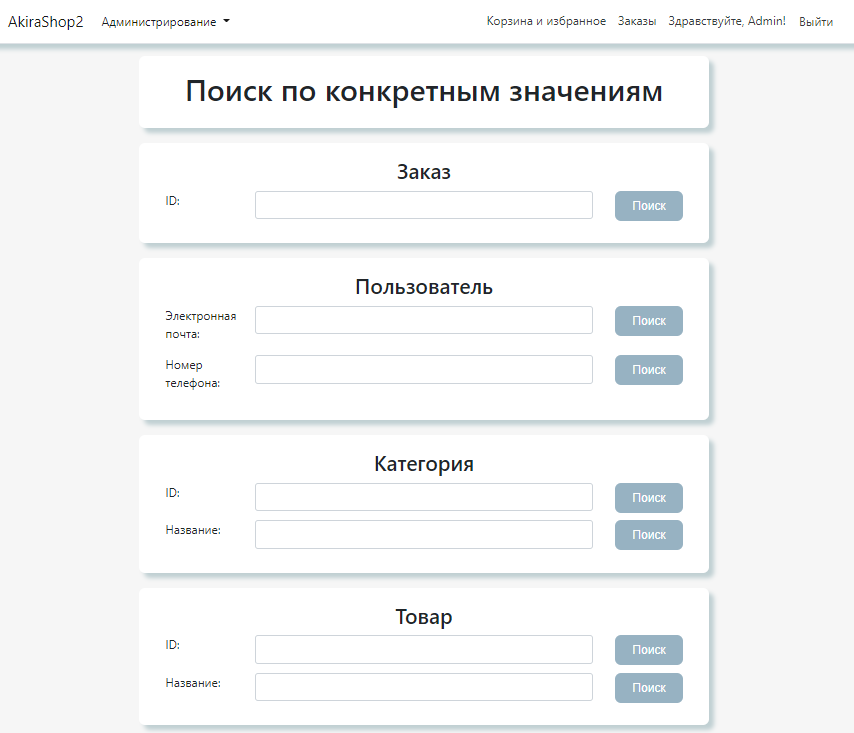 AkiraShop2 Администрирование Корзина и избранное Заказы Здравствуйте, Admin! Выйти
Поиск по конкретным значениям
Заказ
ID: Поиск
Пользователь
Электронная
почта: Поиск
Номер
телефона: Поиск
Категория
ID: Поиск
Название: Поиск
Товар
ID: Поиск
Название: Поиск